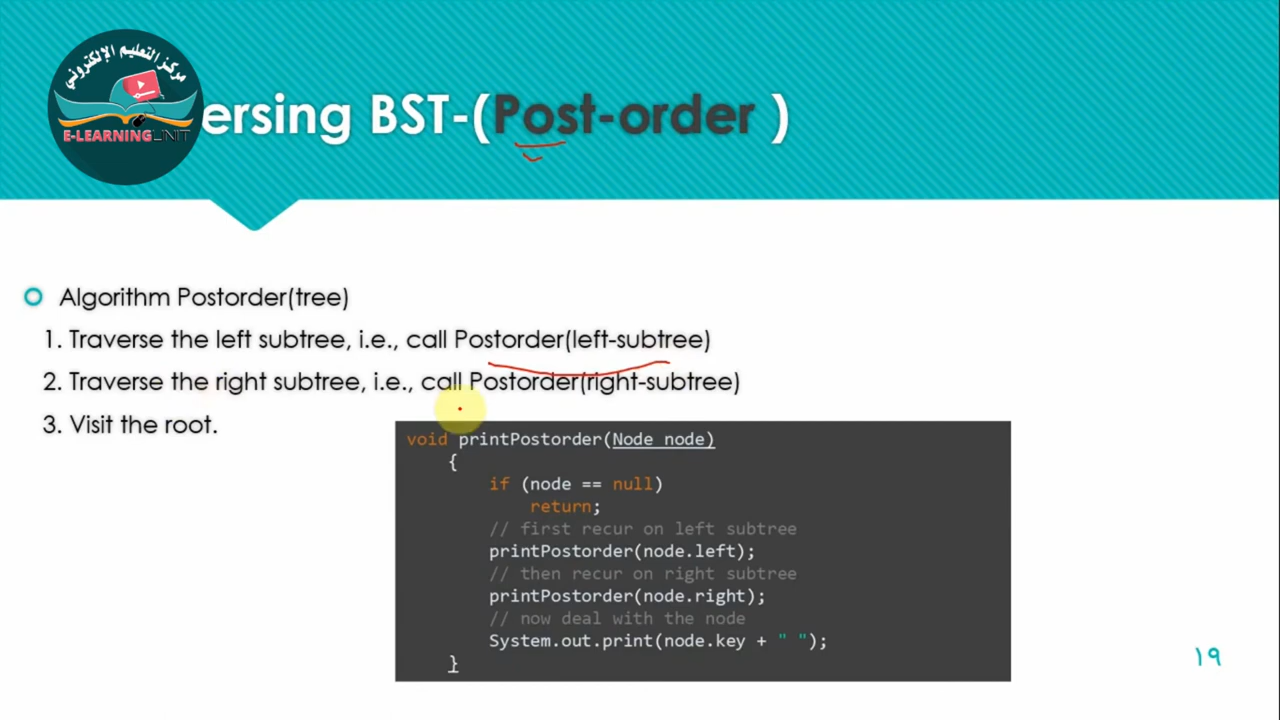 مركز التعليم الإلكتروني
E-LEARNING UNIT
ersing BST-(Post-order )
Algorithm Postorder(tree)
1. Traverse the left subtree, i.e., call Postorder(left-subtree)
2. Traverse the right subtree, i.e., call Postorder(right-subtree)
3. Visit the root.
void printPostorder(Node node)
{
if (node == null)
return;
// first recur on left subtree
printPostorder(node.left);
// then recur on right subtree
printPostorder(node.right);
// now deal with the node
System.out.print(node.key + " ");
}
١٩